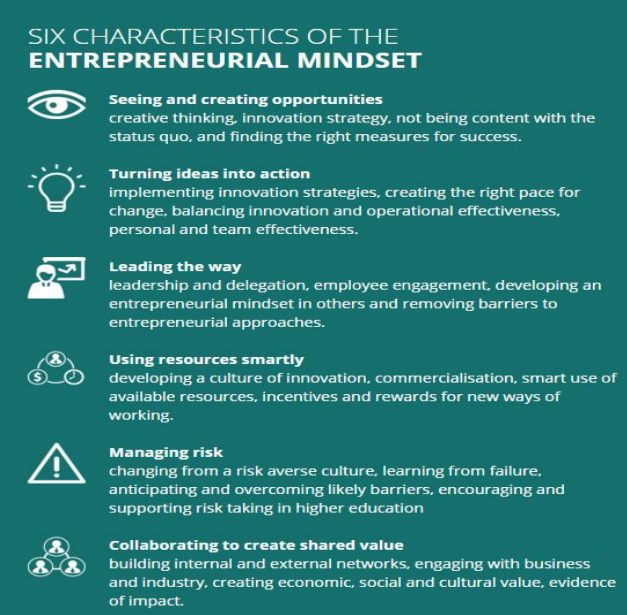 SIX CHARACTERISTICS OF THE
ENTREPRENEURIAL MINDSET
Seeing and creating opportunities
creative thinking, innovation strategy, not being content with the
status quo, and finding the right measures for success.
Turning ideas into action
implementing innovation strategies, creating the right pace for
change, balancing innovation and operational effectiveness,
personal and team effectiveness.
Leading the way
leadership and delegation, employee engagement, developing an
entrepreneurial mindset in others and removing barriers to
entrepreneurial approaches.
Using resources smartly
developing a culture of innovation, commercialisation, smart use of
available resources, incentives and rewards for new ways of
working.
Managing risk
changing from a risk averse culture, learning from failure,
anticipating and overcoming likely barriers, encouraging and
supporting risk taking in higher education
Collaborating to create shared value
building internal and external networks, engaging with business
and industry, creating economic, social and cultural value, evidence
of impact.